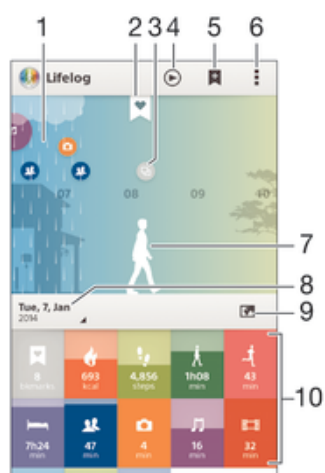 1 2 3 4 5 6
Lifelog
07 08 09 10
7
8
Tue, 7, Jan
2014
9
8 693 4,856 1h08 43
bookmarks kcal steps min min
10
7h24 47 4 16 32
min min min min min